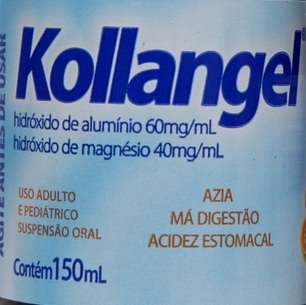 AGITE ANTES DE USAR
Kollangel
hidróxido de alumínio 60mg/mL
hidróxido de magnésio 40mg/mL
USO ADULTO
E PEDIÁTRICO
SUSPENSÃO ORAL
AZIA
MÁ DIGESTÃO
ACIDEZ ESTOMACAL
Contém 150mL